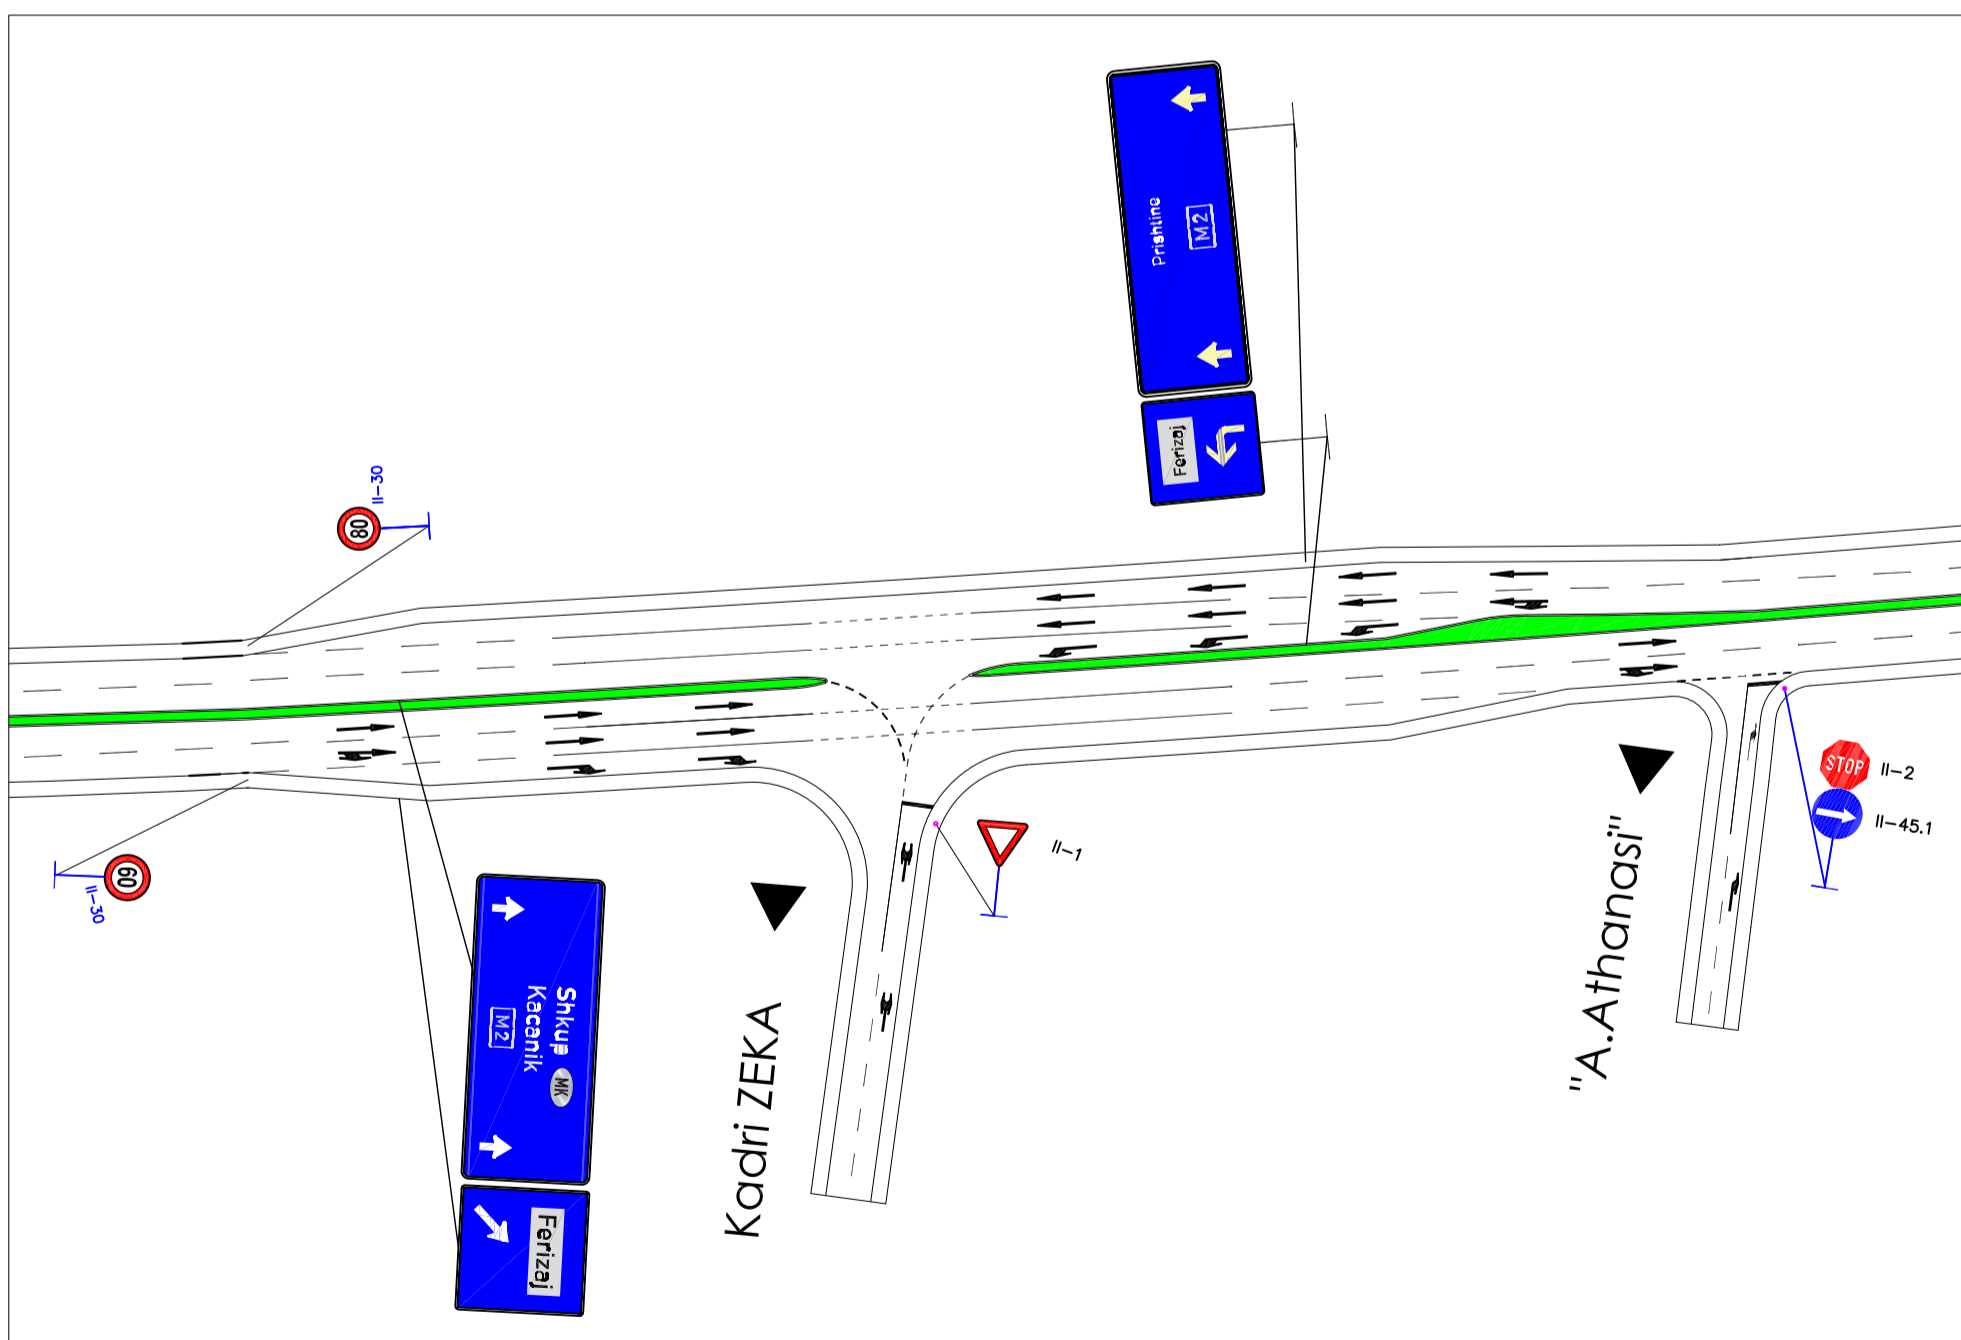 Prishtine
M2
Ferizaj
II-30
80
60
II-30
Shkup MK
Kacanik
M2
Ferizaj
Kadri ZEKA
II-1
"A.Athanasi"
STOP
II-2
II-45.1